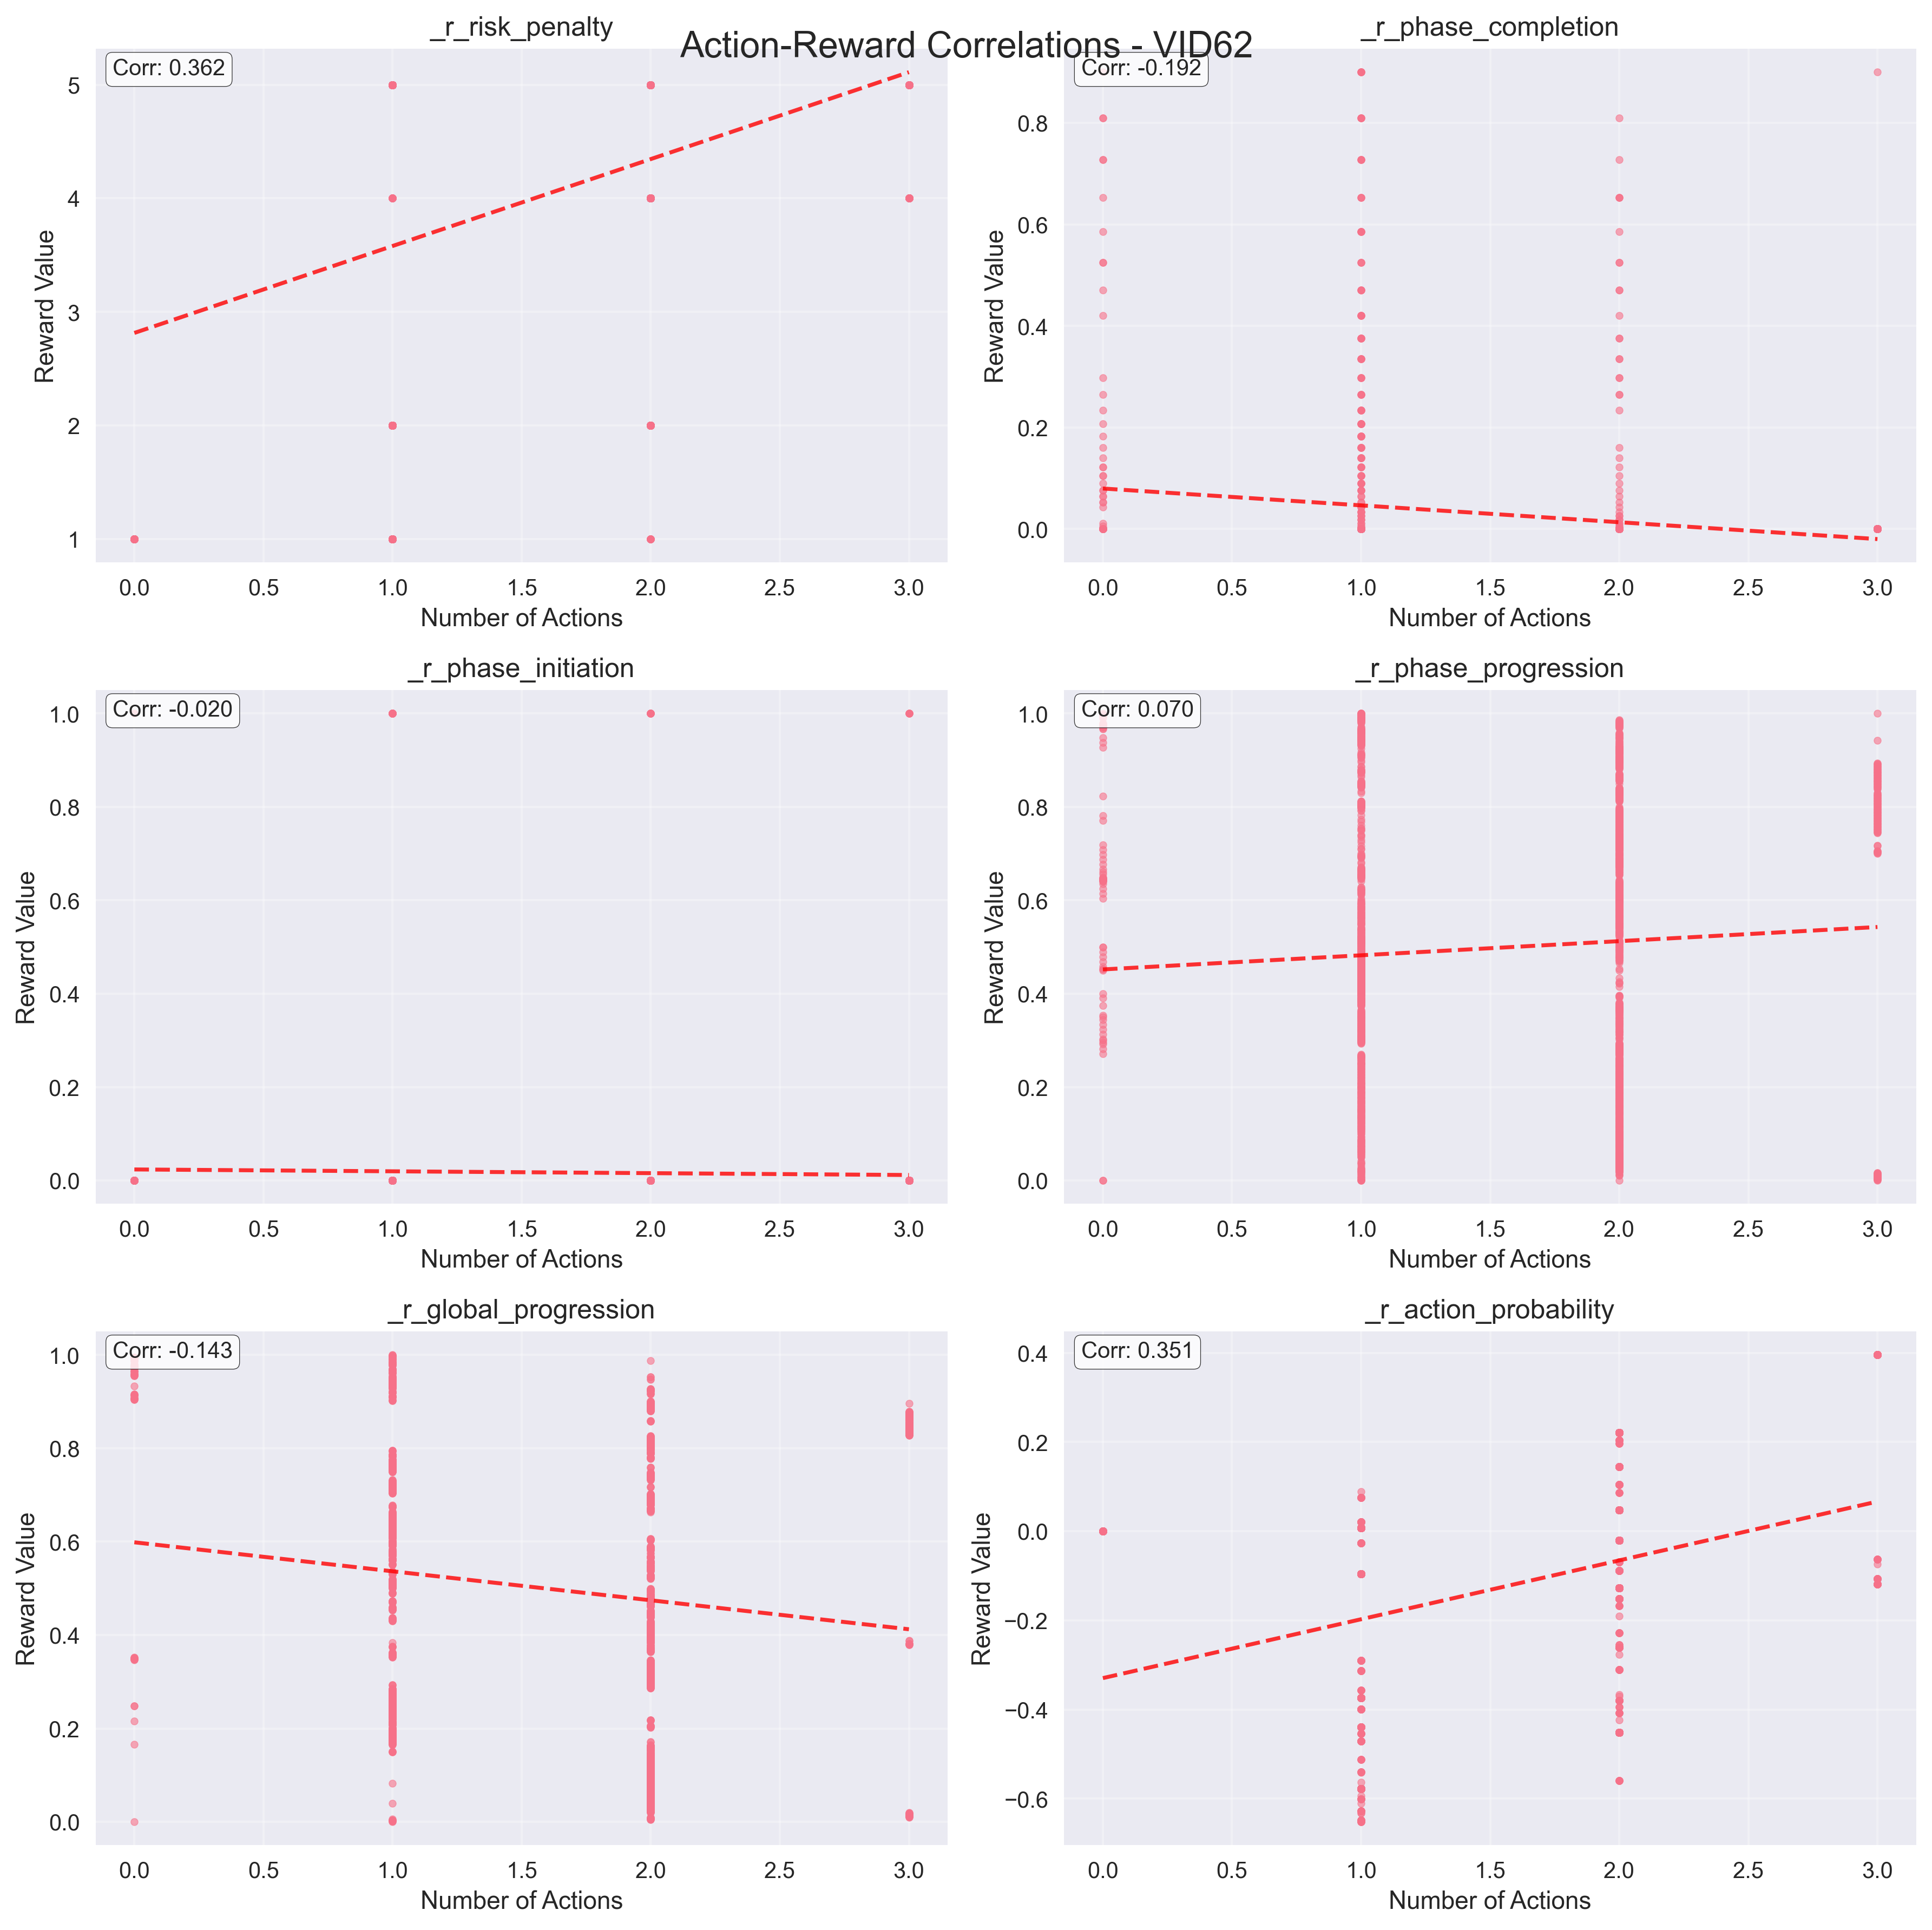 Action-Reward Correlations - VID62
_r_risk_penalty
Corr: 0.362
Reward Value
5
4
3
2
1
0.0 0.5 1.0 1.5 2.0 2.5 3.0
Number of Actions
_r_phase_completion
Corr: -0.192
Reward Value
0.8
0.6
0.4
0.2
0.0
0.0 0.5 1.0 1.5 2.0 2.5 3.0
Number of Actions
_r_phase_initiation
Corr: -0.020
Reward Value
1.0
0.8
0.6
0.4
0.2
0.0
0.0 0.5 1.0 1.5 2.0 2.5 3.0
Number of Actions
_r_phase_progression
Corr: 0.070
Reward Value
1.0
0.8
0.6
0.4
0.2
0.0
0.0 0.5 1.0 1.5 2.0 2.5 3.0
Number of Actions
_r_global_progression
Corr: -0.143
Reward Value
1.0
0.8
0.6
0.4
0.2
0.0
0.0 0.5 1.0 1.5 2.0 2.5 3.0
Number of Actions
_r_action_probability
Corr: 0.351
Reward Value
0.4
0.2
0.0
−0.2
−0.4
−0.6
0.0 0.5 1.0 1.5 2.0 2.5 3.0
Number of Actions